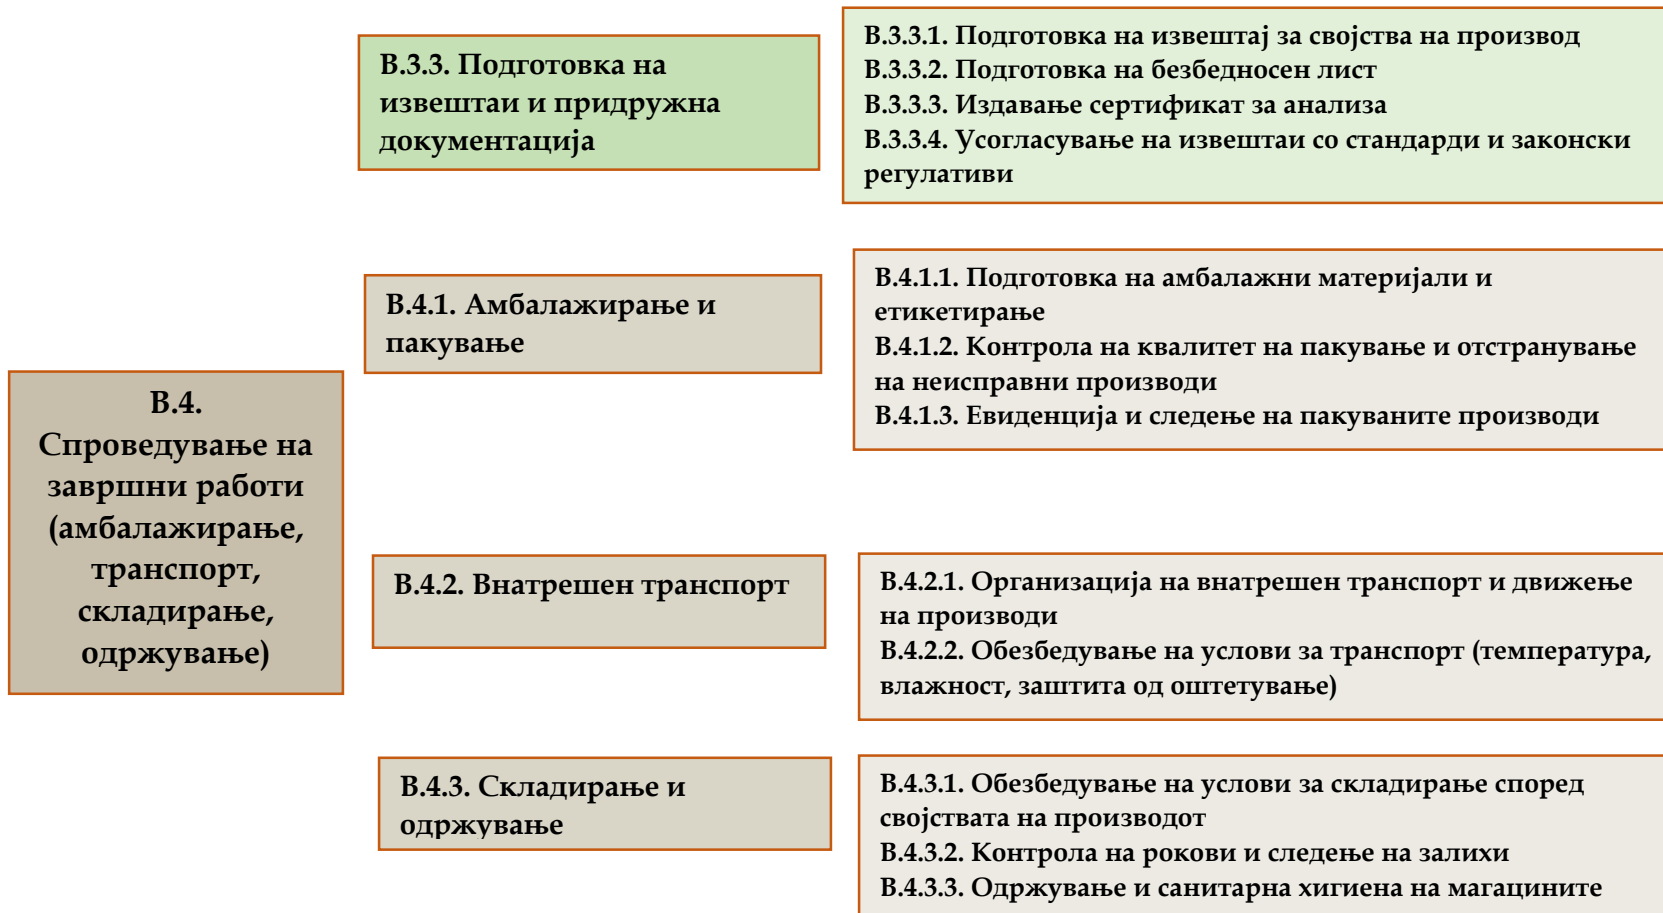 В.3.3. Подготовка на
извештаи и придружна
документација
В.3.3.1. Подготовка на извештај за својства на производ
В.3.3.2. Подготовка на безбедносен лист
В.3.3.3. Издавање сертификат за анализа
В.3.3.4. Усогласување на извештаи со стандарди и законски
регулативи
В.4.
Спроведување на
завршни работи
(амбалажирање,
транспорт,
складирање,
одржување)
В.4.1. Амбалажирање и
пакување
В.4.1.1. Подготовка на амбалажни материјали и
етикетирање
В.4.1.2. Контрола на квалитет на пакување и отстранување
на неисправни производи
В.4.1.3. Евиденција и следење на пакуваните производи
В.4.2. Внатрешен транспорт
В.4.2.1. Организација на внатрешен транспорт и движење
на производи
В.4.2.2. Обезбедување на услови за транспорт (температура,
влажност, заштита од оштетување)
В.4.3. Складирање и
одржување
В.4.3.1. Обезбедување на услови за складирање според
својствата на производот
В.4.3.2. Контрола на рокови и следење на залихи
В.4.3.3. Одржување и санитарна хигиена на магацините